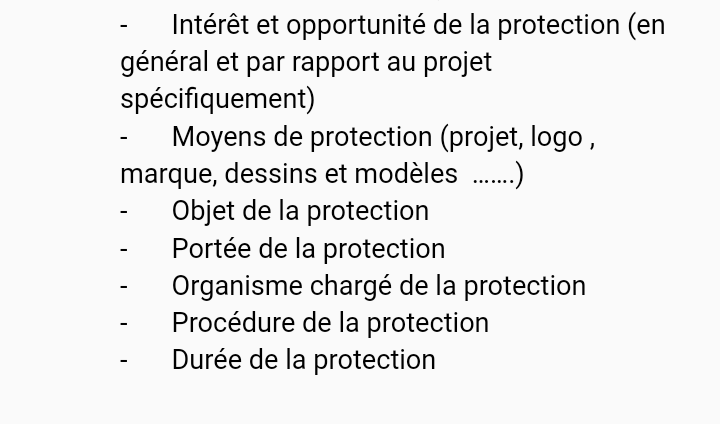 - Intérêt et opportunité de la protection (en
général et par rapport au projet
spécifiquement)
- Moyens de protection (projet, logo ,
marque, dessins et modèles …....)
- Objet de la protection
- Portée de la protection
- Organisme chargé de la protection
- Procédure de la protection
- Durée de la protection